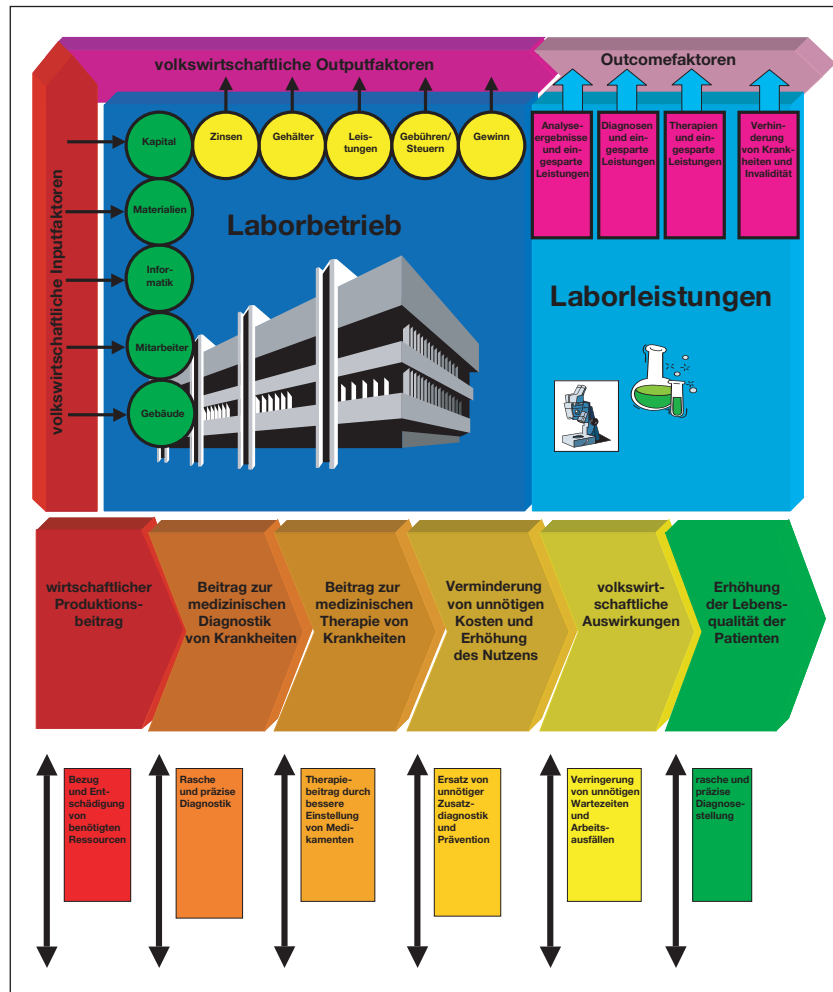 volkswirtschaftliche Outputfaktoren
Outcomefaktoren
volkswirtschaftliche Inputfaktoren
Kapital
Materialien
Infor-
matik
Mitarbeiter
Gebäude
Zinsen
Gehälter
Leis-
tungen
Gebühren/
Steuern
Gewinn
Analyse-
ergebnisse
und ein-
gesparte
Leistungen
Diagnosen
und ein-
gesparte
Leistungen
Therapien
und ein-
gesparte
Leistungen
Verhin-
derung
von Krank-
heiten und
Invalidität
Laborbetrieb
Laborleistungen
wirtschaftlicher
Produktions-
beitrag
Beitrag zur
medizinischen
Diagnostik
von Krankheiten
Beitrag zur
medizinischen
Therapie von
Krankheiten
Verminderung
von unnötigen
Kosten und
Erhöhung
des Nutzens
volkswirt-
schaftliche
Auswirkungen
Erhöhung
der Lebens-
qualität der
Patienten
Bezug
und Ent-
schädigung
von
benötigten
Ressourcen
Rasche
und präzise
Diagnostik
Therapie-
beitrag durch
bessere
Einstellung
von Medi-
kamenten
Ersatz von
unnötiger
Zusatz-
diagnostik
und
Prävention
Verringerung
von unnötigen
Wartezeiten
und
Arbeits-
ausfällen
rasche und
präzise
Diagnose-
stellung